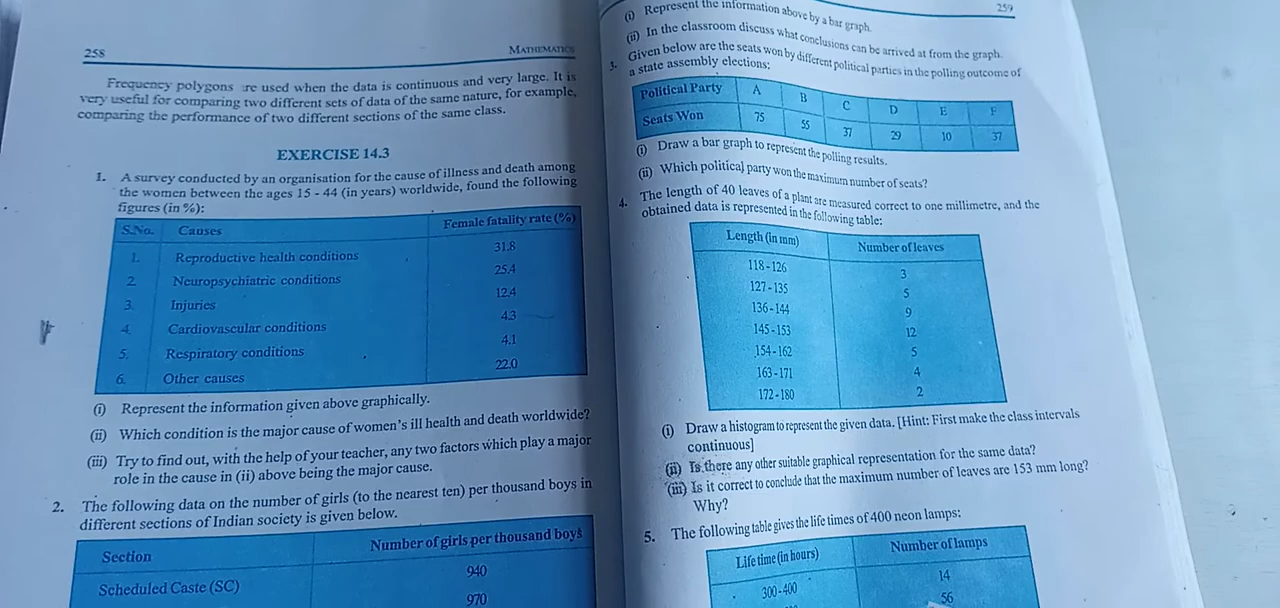 258
MATHEMATICS
Frequency polygons are used when the data is continuous and very large. It is
very useful for comparing two different sets of data of the same nature, for example,
comparing the performance of two different sections of the same class.
EXERCISE 14.3
1. A survey conducted by an organisation for the cause of illness and death among
the women between the ages 15 - 44 (in years) worldwide, found the following
figures (in %):
S.No. Causes Female fatality rate (%)
1. Reproductive health conditions 31.8
2. Neuropsychiatric conditions 25.4
3. Injuries 12.4
4. Cardiovascular conditions 4.3
5. Respiratory conditions 4.1
6. Other causes 22.0
(i) Represent the information given above graphically.
(ii) Which condition is the major cause of women's ill health and death worldwide?
(iii) Try to find out, with the help of your teacher, any two factors which play a major
role in the cause in (ii) above being the major cause.
2. The following data on the number of girls (to the nearest ten) per thousand boys in
different sections of Indian society is given below.
Section Number of girls per thousand boys
Scheduled Caste (SC) 940
970
259
(i) Represent the information above by a bar graph.
(ii) In the classroom discuss what conclusions can be arrived at from the graph.
3. Given below are the seats won by different political parties in the polling outcome of
a state assembly elections:
Political Party A B C D E F
Seats Won 75 55 37 29 10 37
(i) Draw a bar graph to represent the polling results.
(ii) Which political party won the maximum number of seats?
4. The length of 40 leaves of a plant are measured correct to one millimetre, and the
obtained data is represented in the following table:
Length (in mm) Number of leaves
118 - 126 3
127 - 135 5
136 - 144 9
145 - 153 12
154 - 162 5
163 - 171 4
172 - 180 2
(i) Draw a histogram to represent the given data. [Hint: First make the class intervals
continuous]
(ii) Is there any other suitable graphical representation for the same data?
(iii) Is it correct to conclude that the maximum number of leaves are 153 mm long?
Why?
5. The following table gives the life times of 400 neon lamps:
Life time (in hours) Number of lamps
300 - 400 14
56